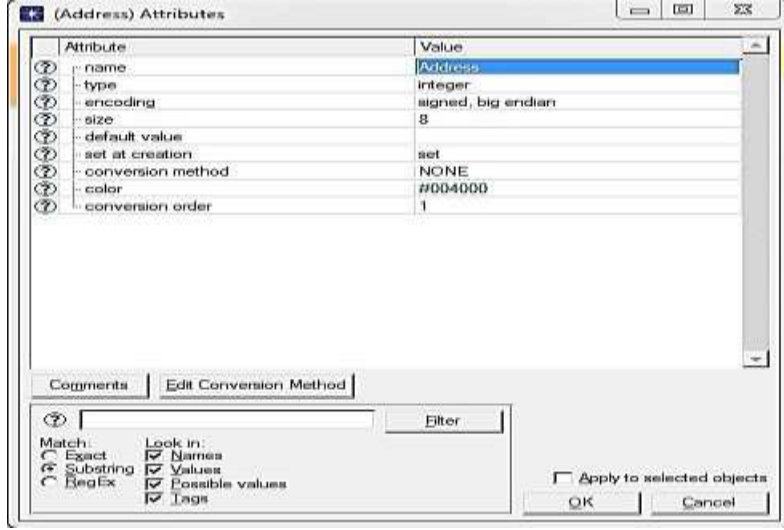 (Address) Attributes
Attribute Value
name Address
type integer
encoding signed, big endian
size 8
default value
set at creation set
conversion method NONE
color #004000
conversion order 1
Comments Edit Conversion Method
Filter
Match: Look in:
Exact Names
Substring Values
RegEx Possible values
Tags
Apply to selected objects
OK Cancel